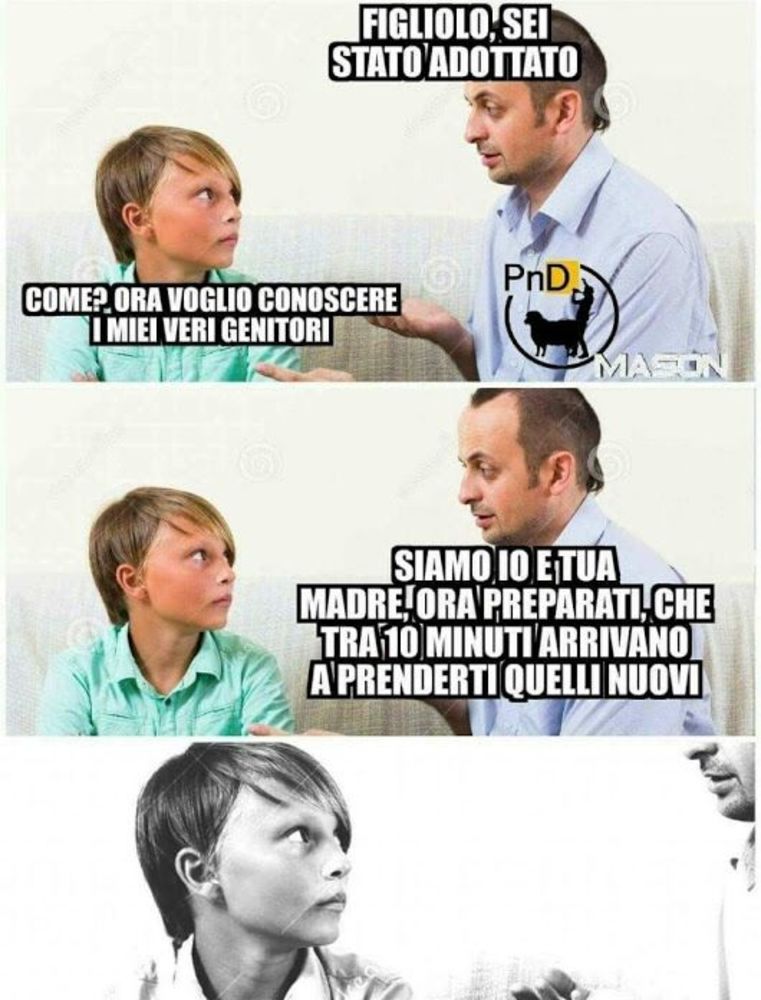 FIGLIOLO, SEI
STATO ADOTTATO
COME? ORA VOGLIO CONOSCERE
I MIEI VERI GENITORI
PnD
MASON
SIAMO IO E TUA
MADRE, ORA PREPARATI, CHE
TRA 10 MINUTI ARRIVANO
A PRENDERTI QUELLI NUOVI